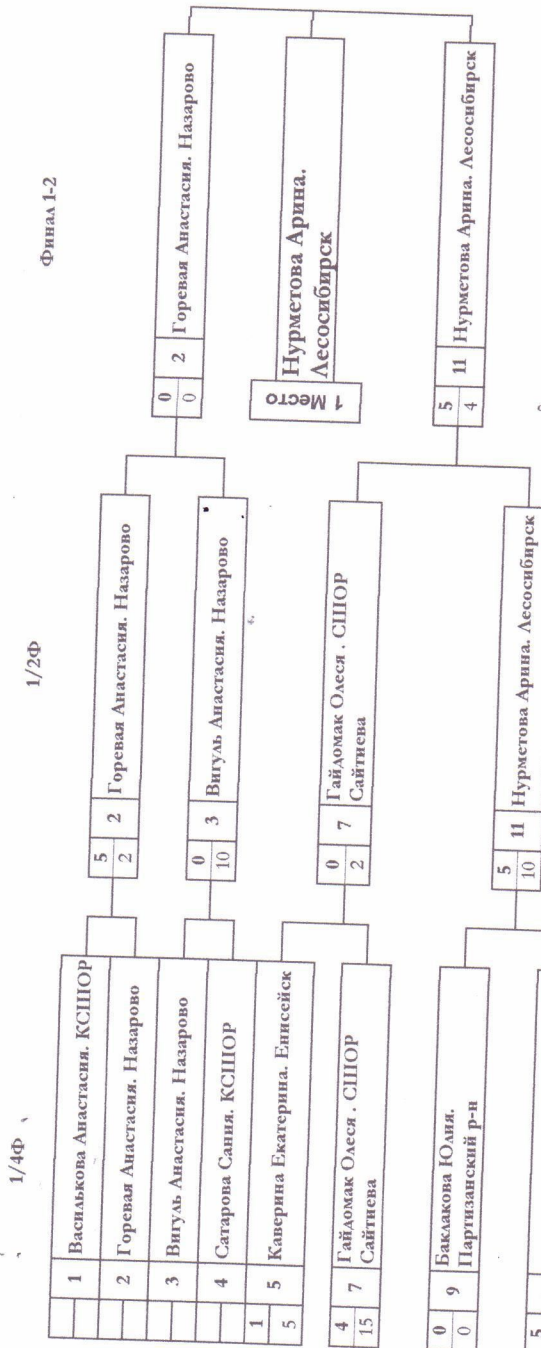 1/4Ф
1/2Ф
Финал 1-2
1 Василькова Анастасия. КСШОР
2 Горевая Анастасия. Назарово
3 Вигуль Анастасия. Назарово
4 Сатарова Сания. КСШОР
1
5
5 Каверина Екатерина. Енисейск
4
15
7 Гайдомак Олеся . СШОР
Сайтиева
0
0
9 Баклакова Юлия.
Партизанский р-н
5
5
2
2 Горевая Анастасия. Назарово
0
10
3 Вигуль Анастасия. Назарово
0
2
7 Гайдомак Олеся . СШОР
Сайтиева
5
10
11 Нурметова Арина. Лесосибирск
0
0
2 Горевая Анастасия. Назарово
1 Место
Нурметова Арина.
Лесосибирск
5
4
11 Нурметова Арина. Лесосибирск